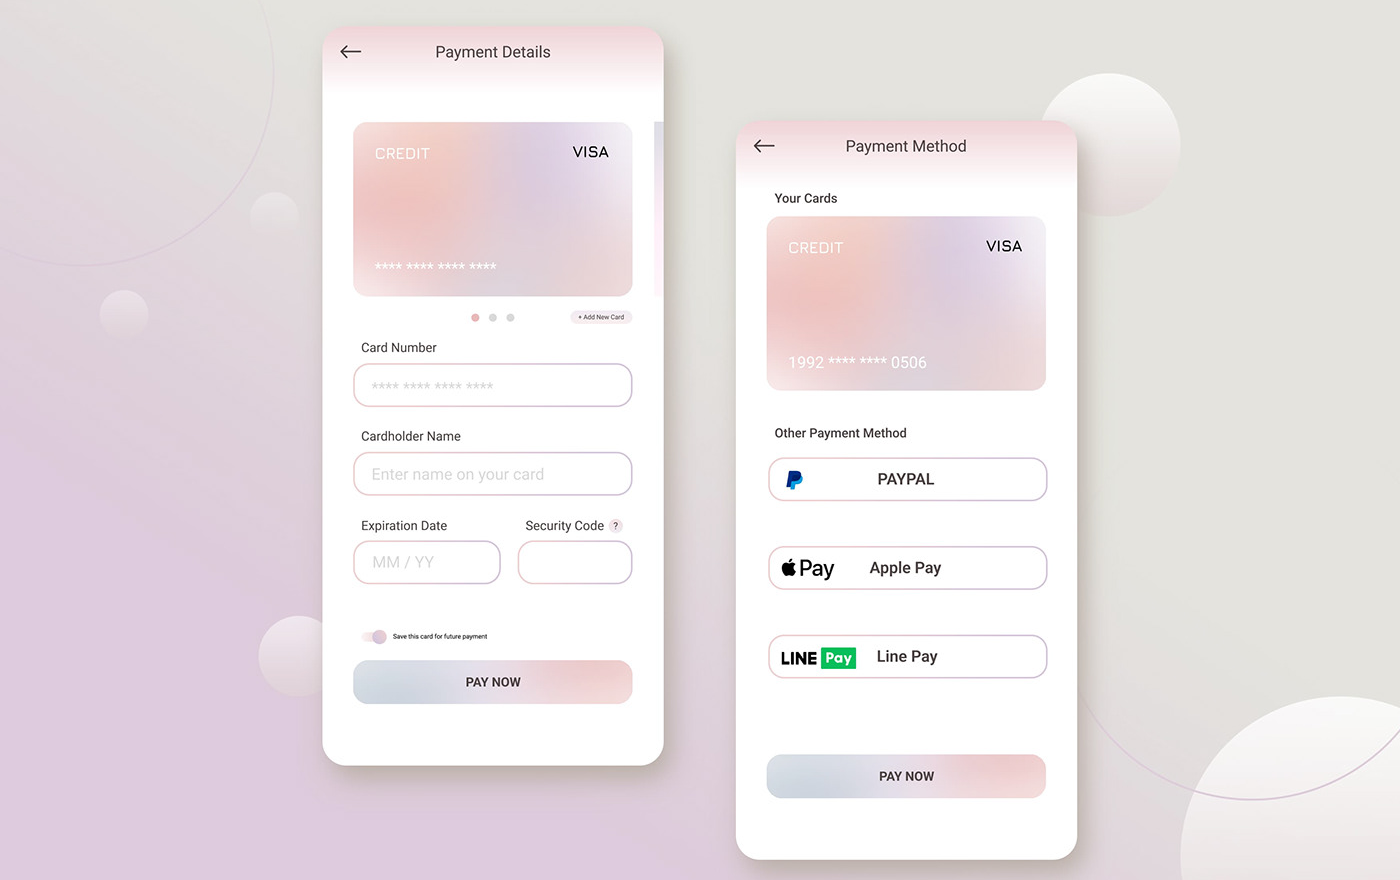 Payment Details
CREDIT
VISA
**** **** **** ****
+ Add New Card
Card Number
**** **** **** ****
Cardholder Name
Enter name on your card
Expiration Date
Security Code ?
MM / YY
Save this card for future payment
PAY NOW
Payment Method
Your Cards
CREDIT
VISA
1992 **** **** 0506
Other Payment Method
P PAYPAL
Pay Apple Pay
LINE Pay Line Pay
PAY NOW